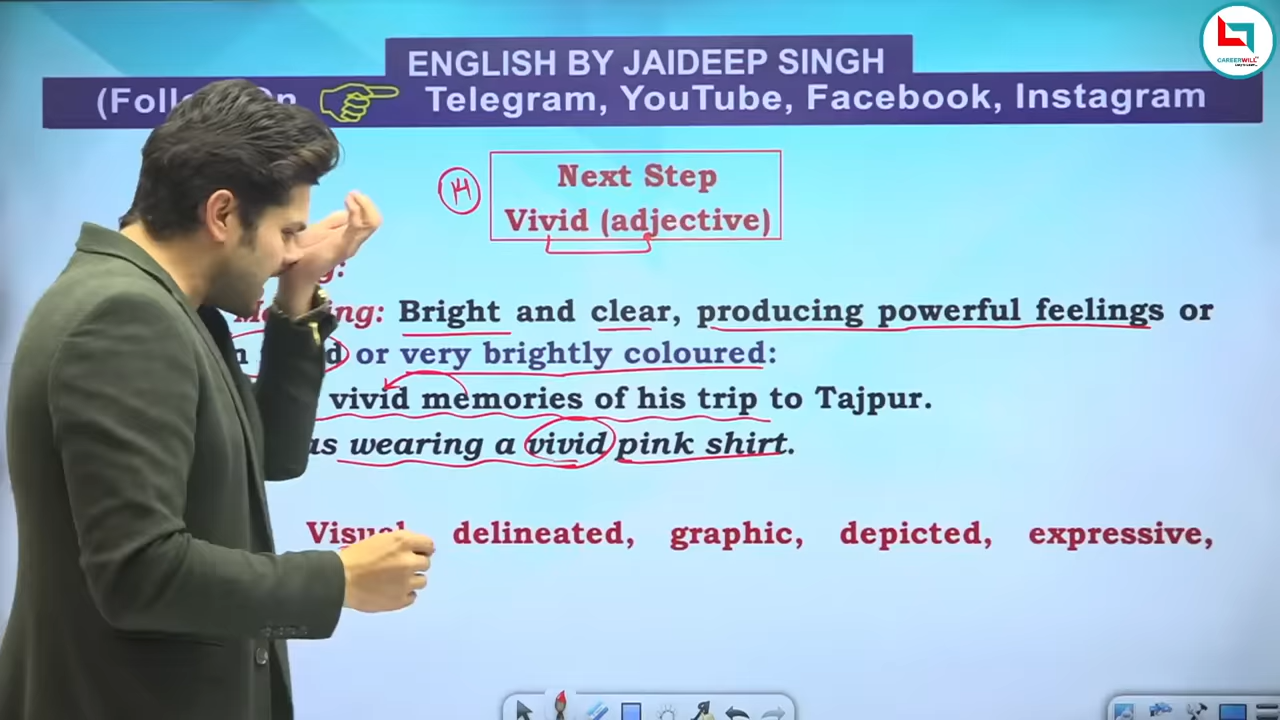 CAREERWILL
ENGLISH BY JAIDEEP SINGH
Telegram, YouTube, Facebook, Instagram
14
Next Step
Vivid (adjective)
Bright and clear, producing powerful feelings or
or very brightly coloured:
vivid memories of his trip to Tajpur.
wearing a vivid pink shirt.
delineated, graphic, depicted, expressive,